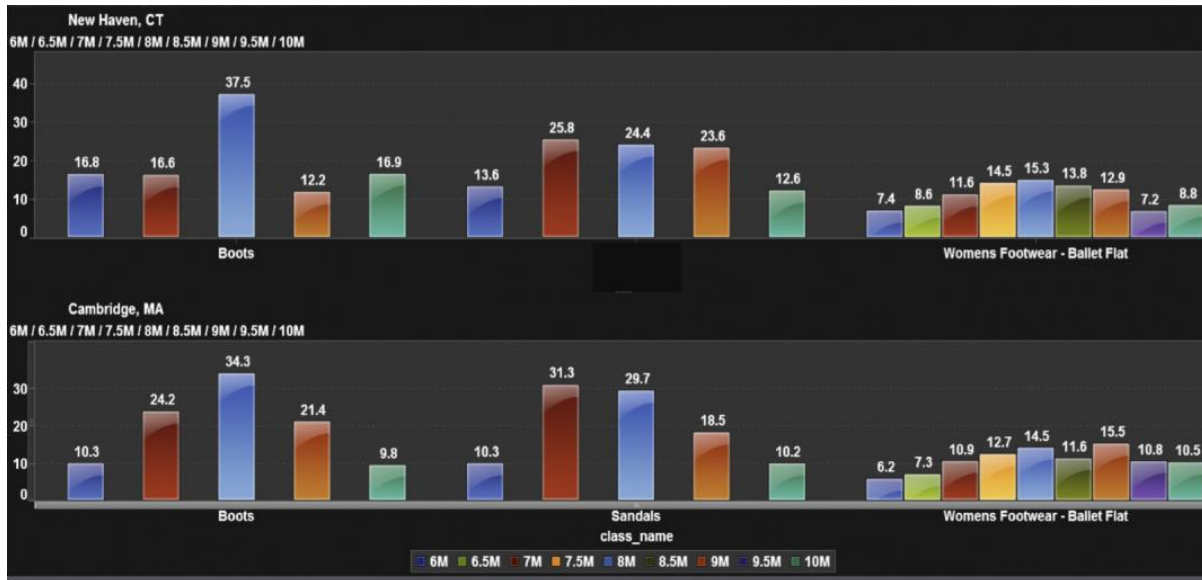 New Haven, CT
6M / 6.5M / 7M / 7.5M / 8M / 8.5M / 9M / 9.5M / 10M
40
30
20
10
0
16.8 16.6 37.5 12.2 16.9 13.6 25.8 24.4 23.6 12.6 7.4 8.6 11.6 14.5 15.3 13.8 12.9 7.2 8.8
Boots Womens Footwear - Ballet Flat
Cambridge, MA
6M / 6.5M / 7M / 7.5M / 8M / 8.5M / 9M / 9.5M / 10M
30
20
10
0
10.3 24.2 34.3 21.4 9.8 10.3 31.3 29.7 18.5 10.2 6.2 7.3 10.9 12.7 14.5 11.6 15.5 10.8 10.5
Boots Sandals Womens Footwear - Ballet Flat
class_name
6M 6.5M 7M 7.5M 8M 8.5M 9M 9.5M 10M